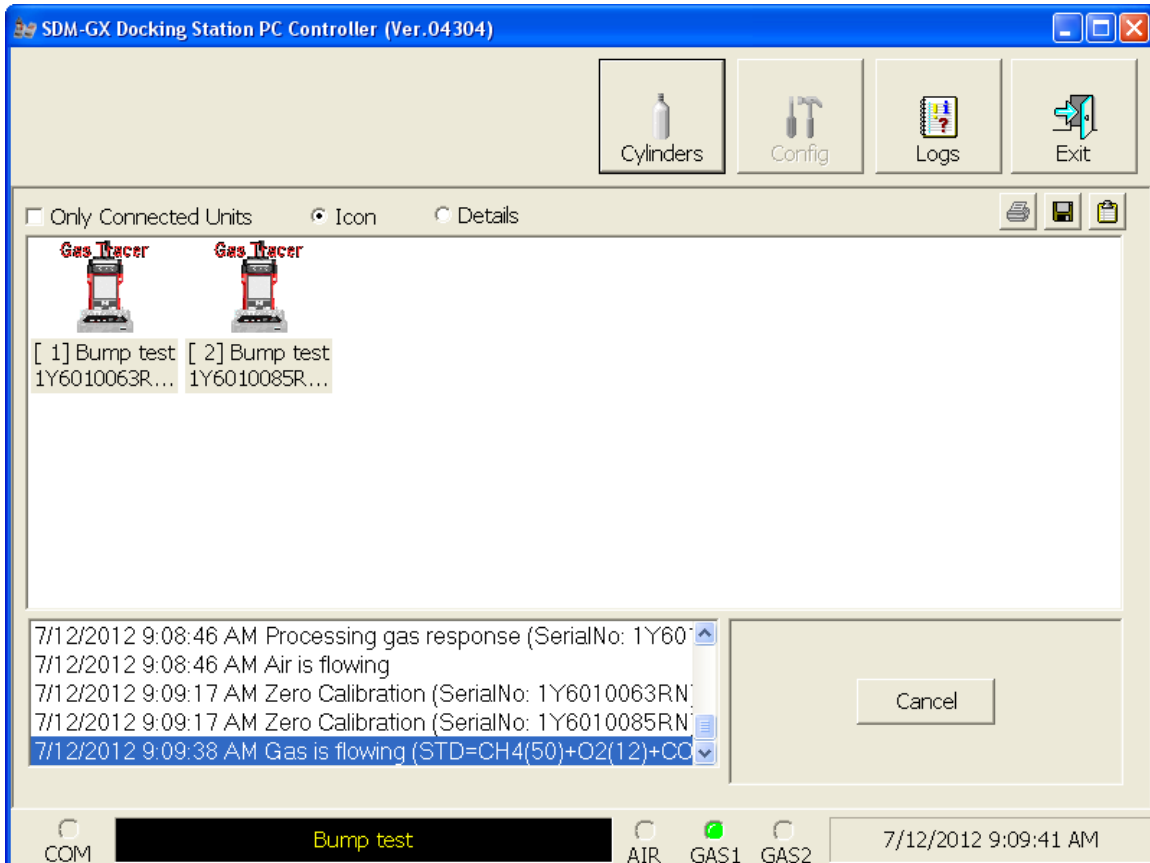 SDM-GX Docking Station PC Controller (Ver.04304)
Cylinders
Config
Logs
Exit
Only Connected Units
Icon
Details
Gas Tracer
Gas Tracer
[ 1] Bump test
1Y6010063R...
[ 2] Bump test
1Y6010085R...
7/12/2012 9:08:46 AM Processing gas response (SerialNo: 1Y60
7/12/2012 9:08:46 AM Air is flowing
7/12/2012 9:09:17 AM Zero Calibration (SerialNo: 1Y6010063RN
7/12/2012 9:09:17 AM Zero Calibration (SerialNo: 1Y6010085RN
7/12/2012 9:09:38 AM Gas is flowing (STD=CH4(50)+O2(12)+CO
Cancel
COM
Bump test
AIR
GAS1
GAS2
7/12/2012 9:09:41 AM